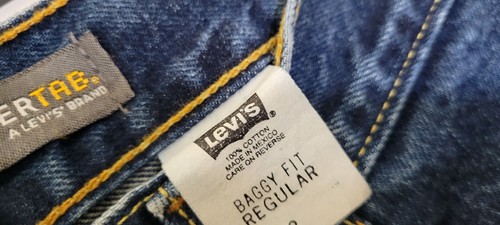 ERTAB.
A LEVI'S BRAND
LEVI'S
100% COTTON
MADE IN MEXICO
CARE ON REVERSE
BAGGY FIT
REGULAR